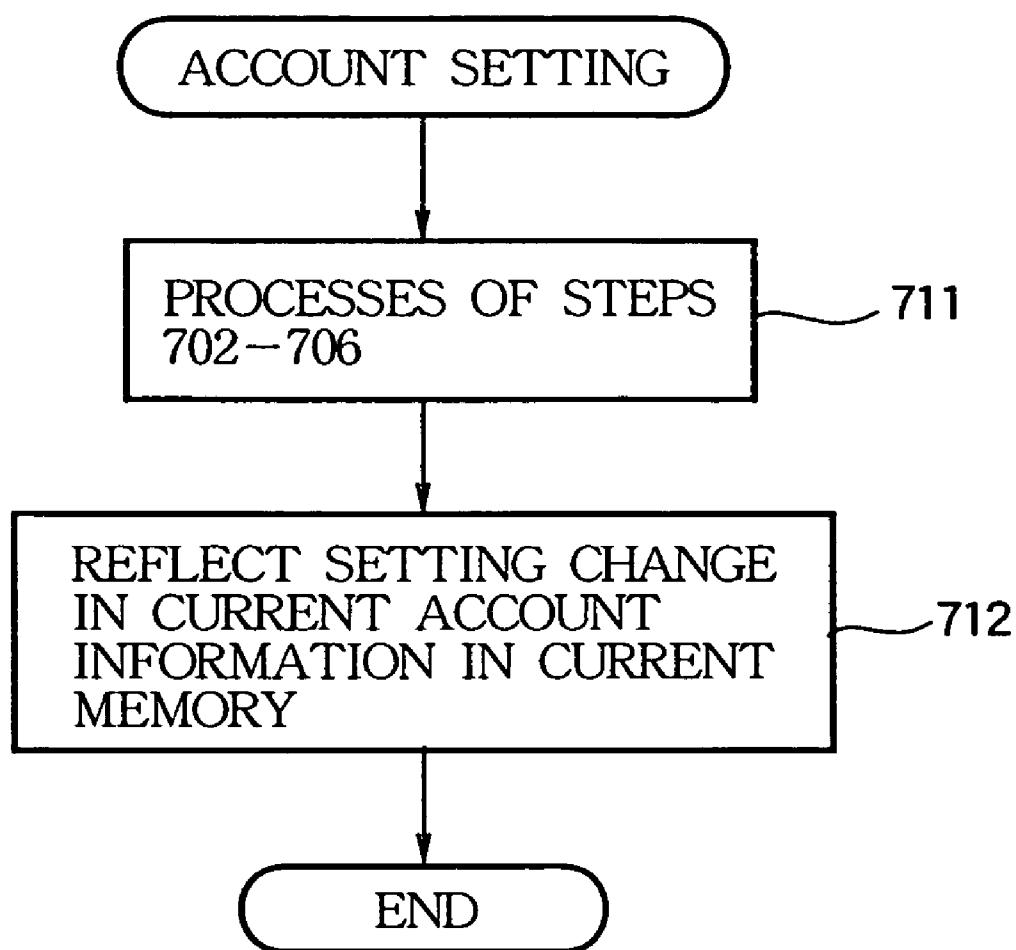 ACCOUNT SETTING
PROCESSES OF STEPS
702-706
711
REFLECT SETTING CHANGE
IN CURRENT ACCOUNT
INFORMATION IN CURRENT
MEMORY
712
END